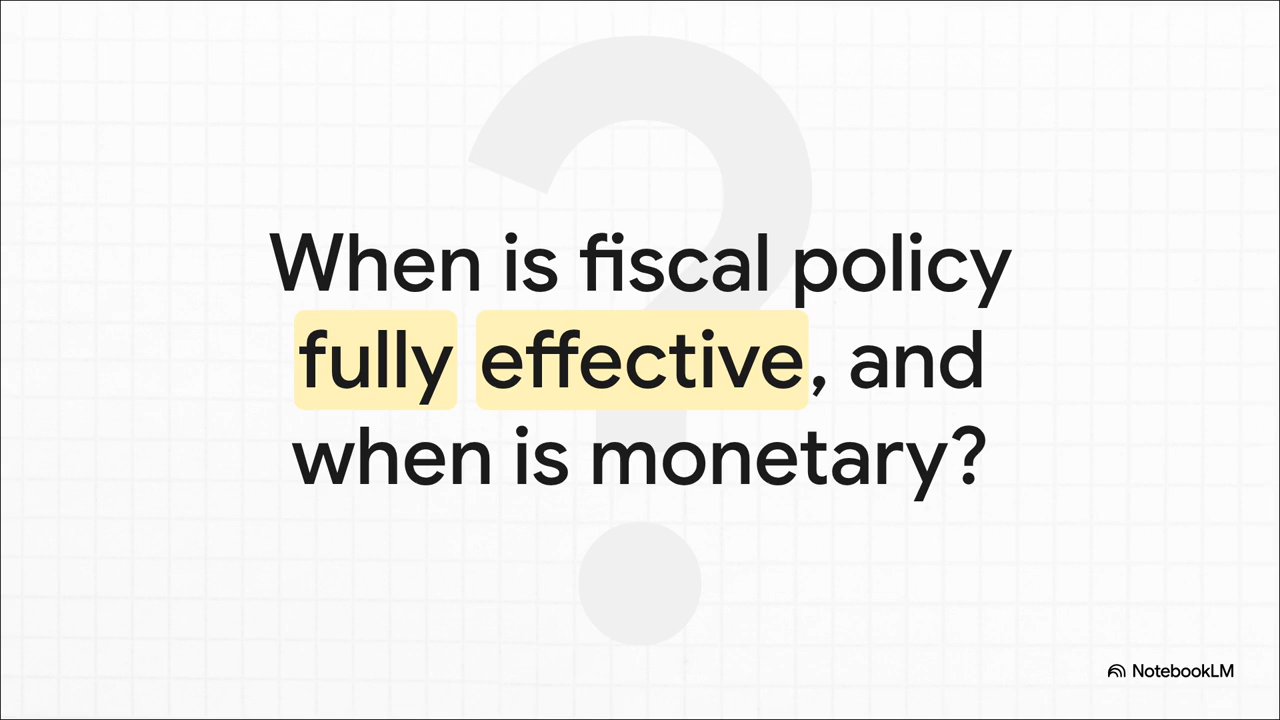 When is fiscal policy
fully effective, and
when is monetary?
NotebookLM